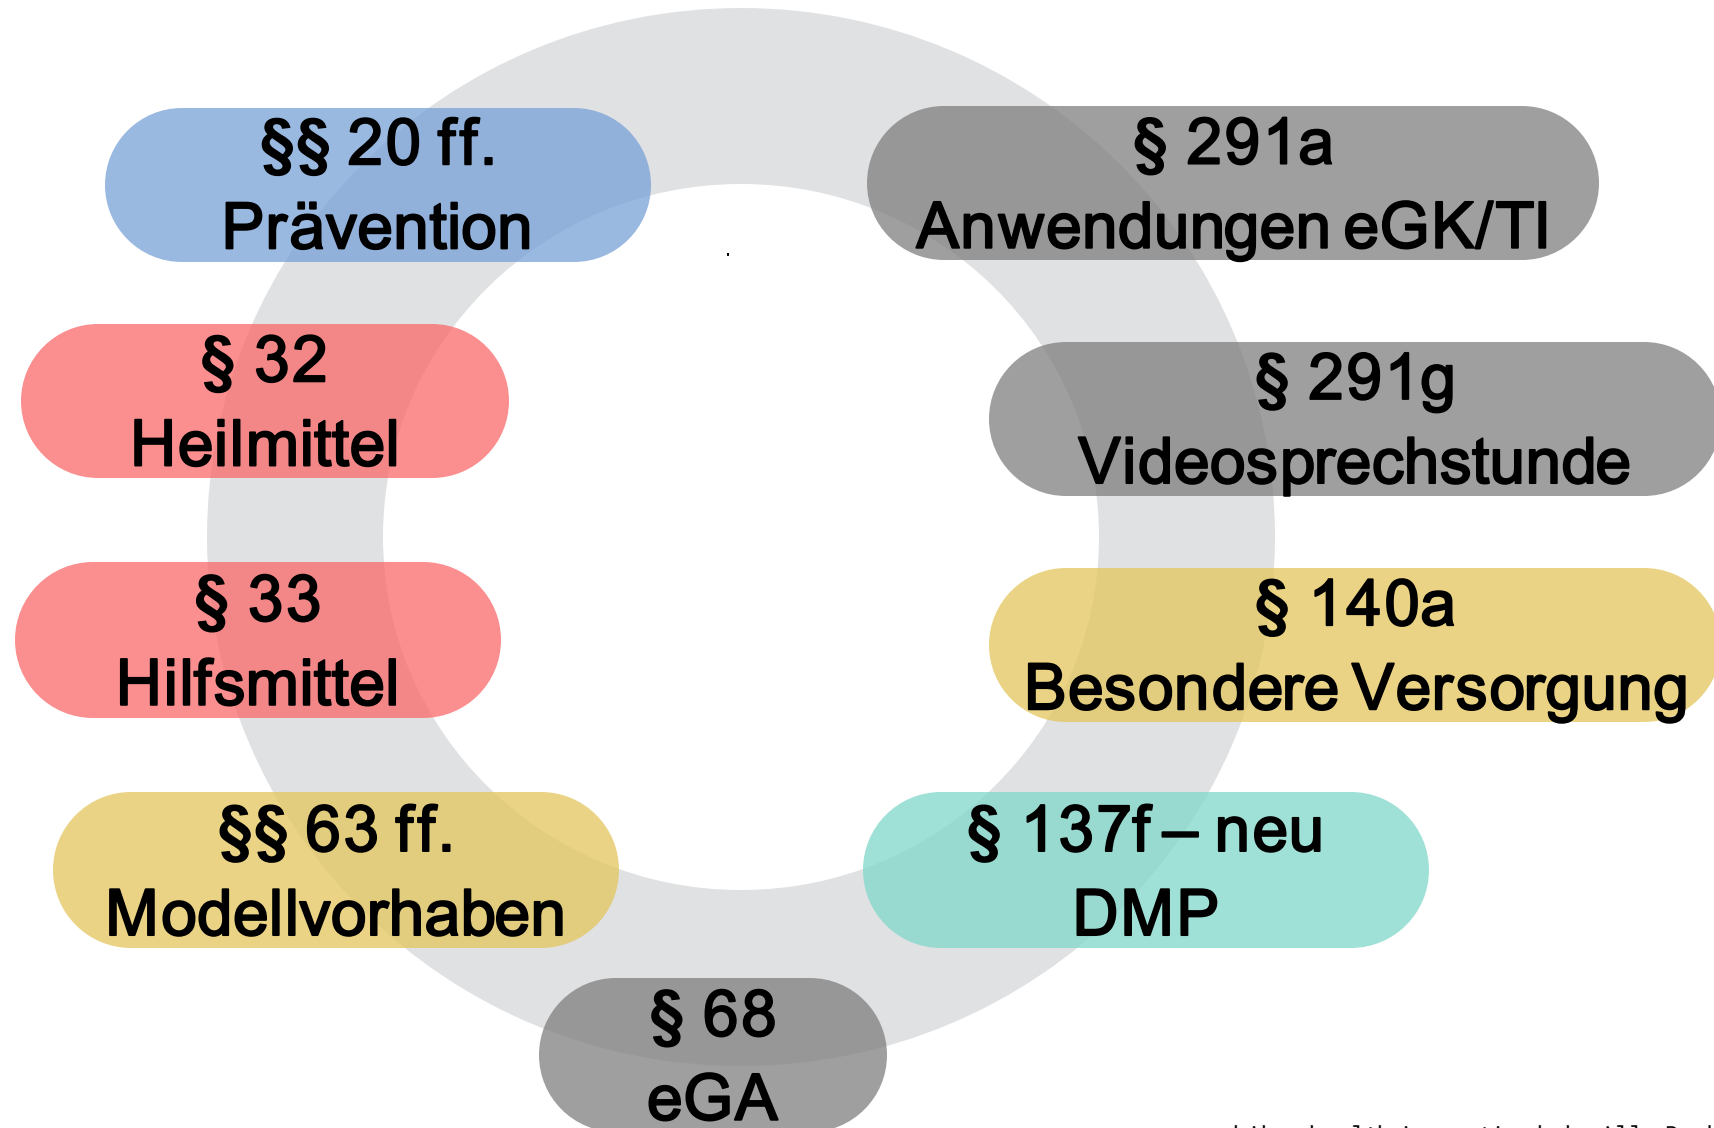 §§ 20 ff.
Prävention
§ 291a
Anwendungen eGK/TI
§ 32
Heilmittel
§ 291g
Videosprechstunde
§ 33
Hilfsmittel
§ 140a
Besondere Versorgung
§§ 63 ff.
Modellvorhaben
§ 137f – neu
DMP
§ 68
eGA